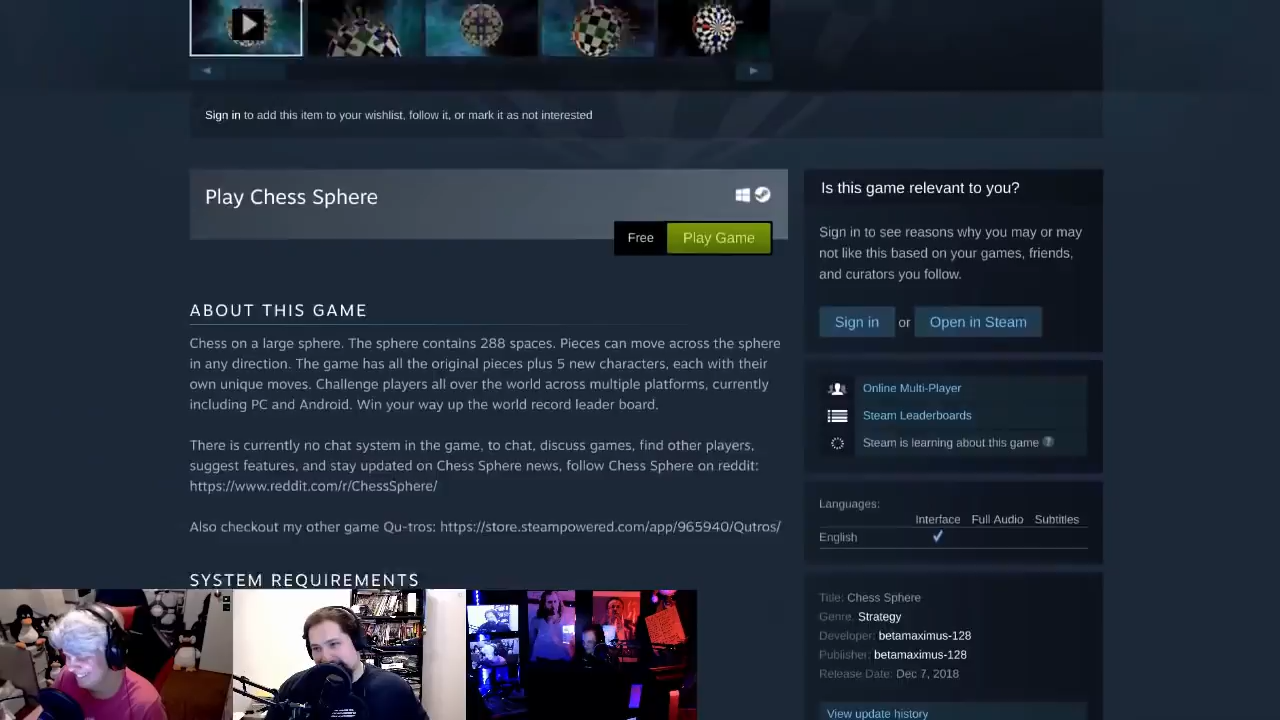 Sign in to add this item to your wishlist, follow it, or mark it as not interested
Play Chess Sphere
Free
Play Game
ABOUT THIS GAME
Chess on a large sphere. The sphere contains 288 spaces. Pieces can move across the sphere
in any direction. The game has all the original pieces plus 5 new characters, each with their
own unique moves. Challenge players all over the world across multiple platforms, currently
including PC and Android. Win your way up the world record leader board.
There is currently no chat system in the game, to chat, discuss games, find other players,
suggest features, and stay updated on Chess Sphere news, follow Chess Sphere on reddit:
https://www.reddit.com/r/ChessSphere/
Also checkout my other game Qu-tros: https://store.steampowered.com/app/965940/Qutros/
SYSTEM REQUIREMENTS
Is this game relevant to you?
Sign in to see reasons why you may or may
not like this based on your games, friends,
and curators you follow.
Sign in or Open in Steam
Online Multi-Player
Steam Leaderboards
Steam is learning about this game ?
Languages:
Interface Full Audio Subtitles
English ✓
Title: Chess Sphere
Genre: Strategy
Developer: betamaximus-128
Publisher: betamaximus-128
Release Date: Dec 7, 2018
View update history